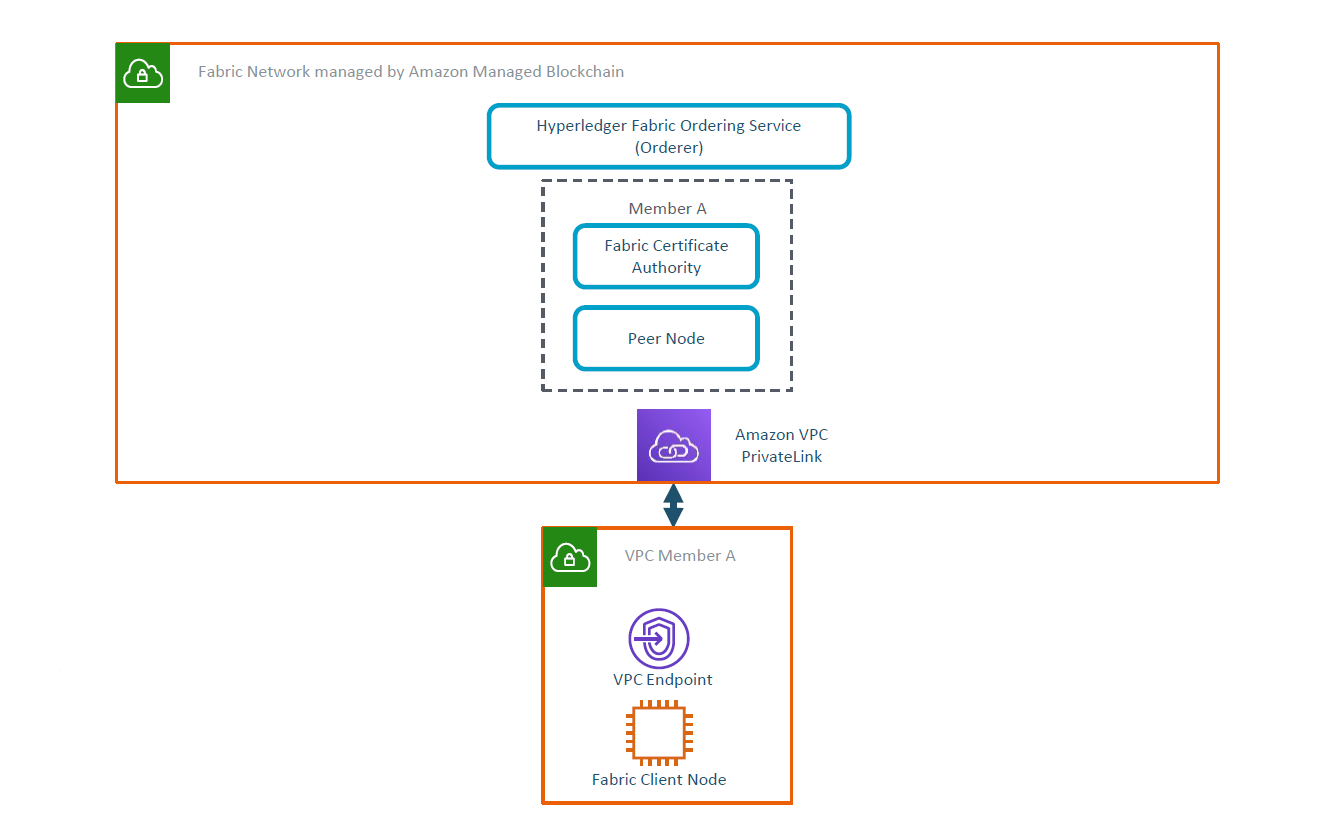 Fabric Network managed by Amazon Managed Blockchain
Hyperledger Fabric Ordering Service
(Orderer)
Member A
Fabric Certificate
Authority
Peer Node
Amazon VPC
PrivateLink
VPC Member A
VPC Endpoint
Fabric Client Node